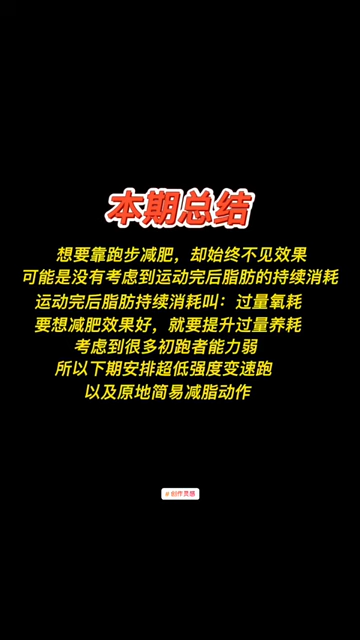 本期总结
想要靠跑步减肥，却始终不见效果
可能是没有考虑到运动完后脂肪的持续消耗
运动完后脂肪持续消耗叫：过量氧耗
要想减肥效果好，就要提升过量养耗
考虑到很多初跑者能力弱
所以下期安排超低强度变速跑
以及原地简易减脂动作
#创作灵感